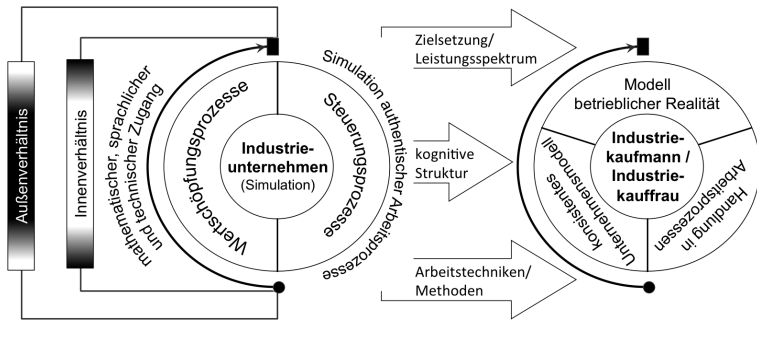 Außenverhältnis
Innenverhältnis
mathematischer, sprachlicher
und technischer Zugang
Wertschöpfungsprozesse
Industrie-
unternehmen
(Simulation)
Steuerungsprozesse
Simulation authentischer Arbeitsprozesse
Zielsetzung/
Leistungsspektrum
kognitive
Struktur
Arbeitstechniken/
Methoden
Modell
betrieblicher Realität
Industrie-
kaufmann /
Industrie-
kauffrau
Konsistentes
Unternehmensmodell
Handlung in
Arbeitsprozessen